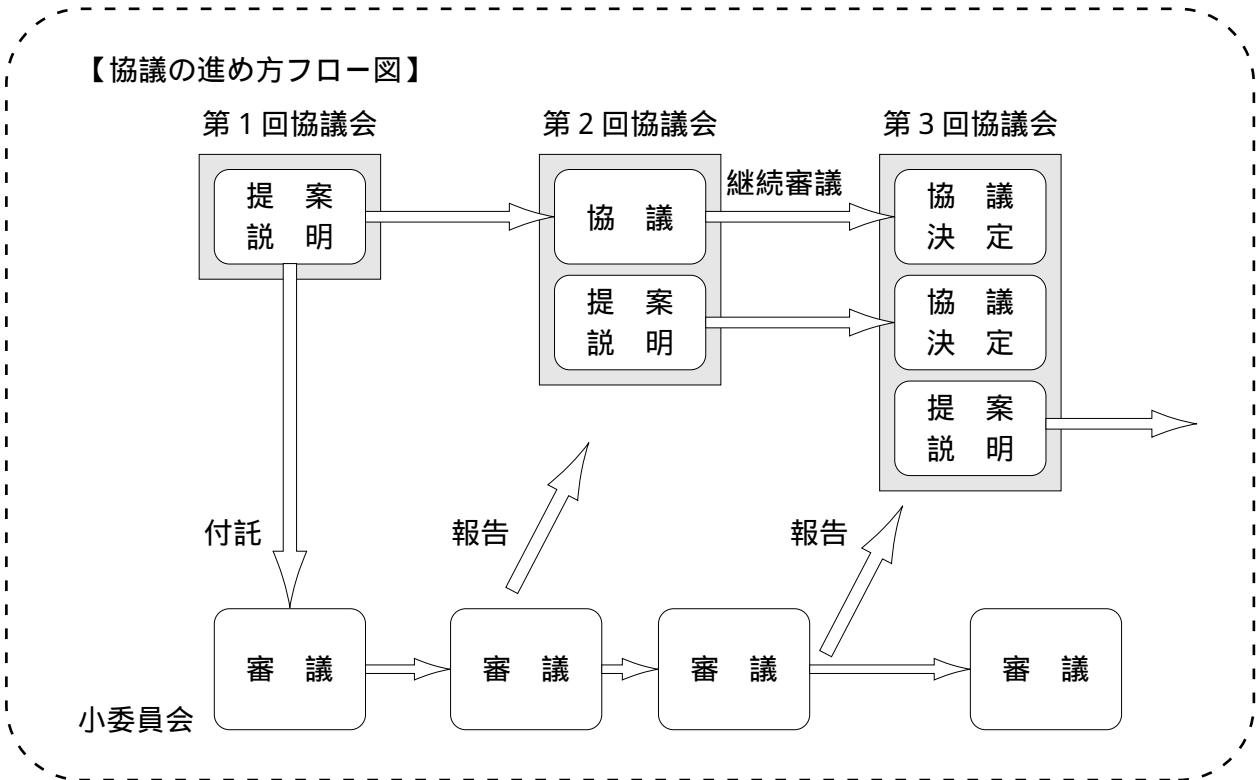 【協議の進め方フロー図】
第1回協議会
第2回協議会
第3回協議会
提 案
説 明
協 議
継続審議
協 議
決 定
提 案
説 明
協 議
決 定
提 案
説 明
付託
報告
報告
審 議
審 議
審 議
審 議
小委員会